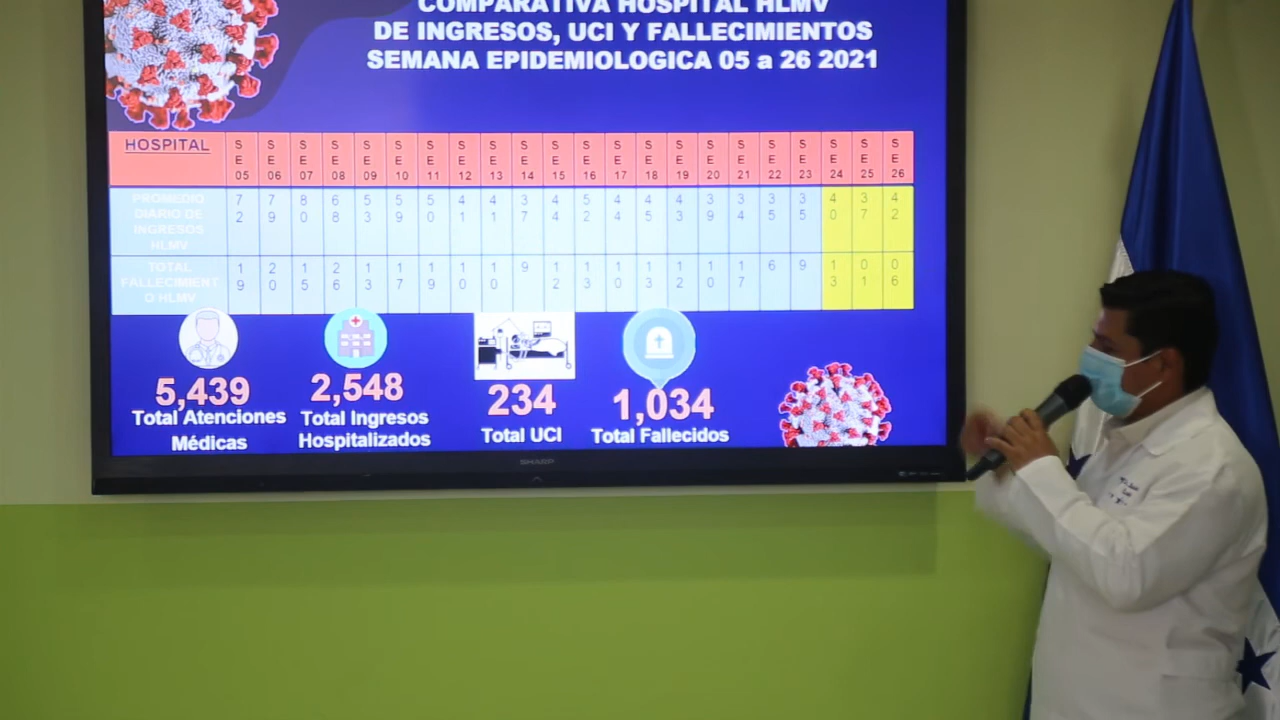 COMPARATIVA HOSPITAL HLMV
DE INGRESOS, UCI Y FALLECIMIENTOS
SEMANA EPIDEMIOLOGICA 05 a 26 2021
HOSPITAL SE 05 SE 06 SE 07 SE 08 SE 09 SE 10 SE 11 SE 12 SE 13 SE 14 SE 15 SE 16 SE 17 SE 18 SE 19 SE 20 SE 21 SE 22 SE 23 SE 24 SE 25 SE 26
PROMEDIO DIARIO DE INGRESOS HLMV 72 79 80 68 53 59 50 41 41 37 44 52 44 45 43 39 34 35 35 40 37 42
TOTAL FALLECIMIENTO HLMV 19 20 15 26 13 17 19 10 10 9 12 13 10 13 12 10 17 6 9 13 01 06
5,439
Total Atenciones
Médicas
2,548
Total Ingresos
Hospitalizados
234
Total UCI
1,034
Total Fallecidos
SHARP